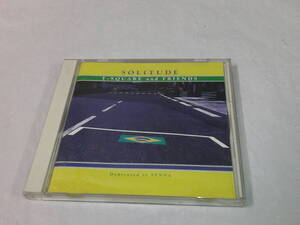 SOLITUDE
T-SQUARE and FRIENDS
Dedicated to SENNA